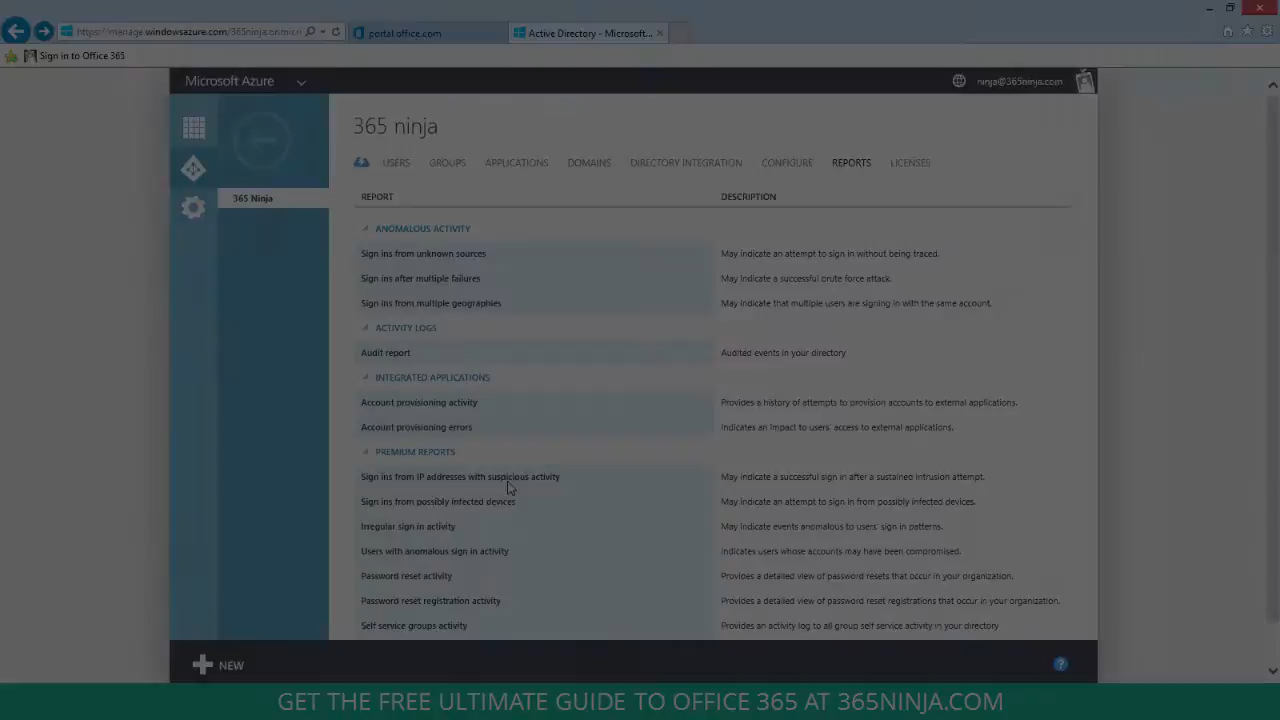 https://manage.windowsazure.com/365ninja.onmicri
portal.office.com
Active Directory - Microsoft...
Sign in to Office 365
Microsoft Azure
ninja@365ninja.com
365 ninja
USERS GROUPS APPLICATIONS DOMAINS DIRECTORY INTEGRATION CONFIGURE REPORTS LICENSES
365 Ninja
REPORT DESCRIPTION
ANOMALOUS ACTIVITY
Sign ins from unknown sources May indicate an attempt to sign in without being traced.
Sign ins after multiple failures May indicate a successful brute force attack.
Sign ins from multiple geographies May indicate that multiple users are signing in with the same account.
ACTIVITY LOGS
Audit report Audited events in your directory
INTEGRATED APPLICATIONS
Account provisioning activity Provides a history of attempts to provision accounts to external applications.
Account provisioning errors Indicates an impact to users' access to external applications.
PREMIUM REPORTS
Sign ins from IP addresses with suspicious activity May indicate a successful sign in after a sustained intrusion attempt.
Sign ins from possibly infected devices May indicate an attempt to sign in from possibly infected devices.
Irregular sign in activity May indicate events anomalous to users' sign in patterns.
Users with anomalous sign in activity Indicates users whose accounts may have been compromised.
Password reset activity Provides a detailed view of password resets that occur in your organization.
Password reset registration activity Provides a detailed view of password reset registrations that occur in your organization.
Self service groups activity Provides an activity log to all group self service activity in your directory
NEW
?
GET THE FREE ULTIMATE GUIDE TO OFFICE 365 AT 365NINJA.COM